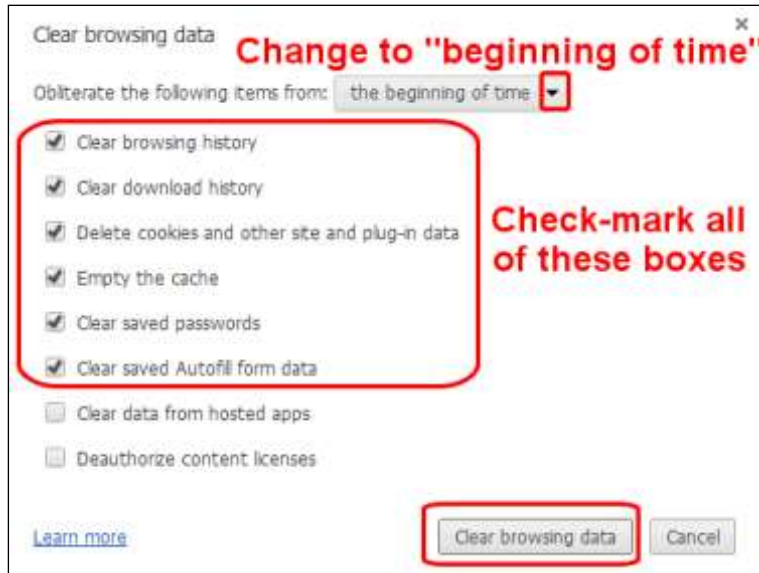 Clear browsing data
Change to "beginning of time"
Obliterate the following items from: the beginning of time
Clear browsing history
Clear download history
Delete cookies and other site and plug-in data
Check-mark all
of these boxes
Empty the cache
Clear saved passwords
Clear saved Autofill form data
Clear data from hosted apps
Deauthorize content licenses
Learn more Clear browsing data Cancel